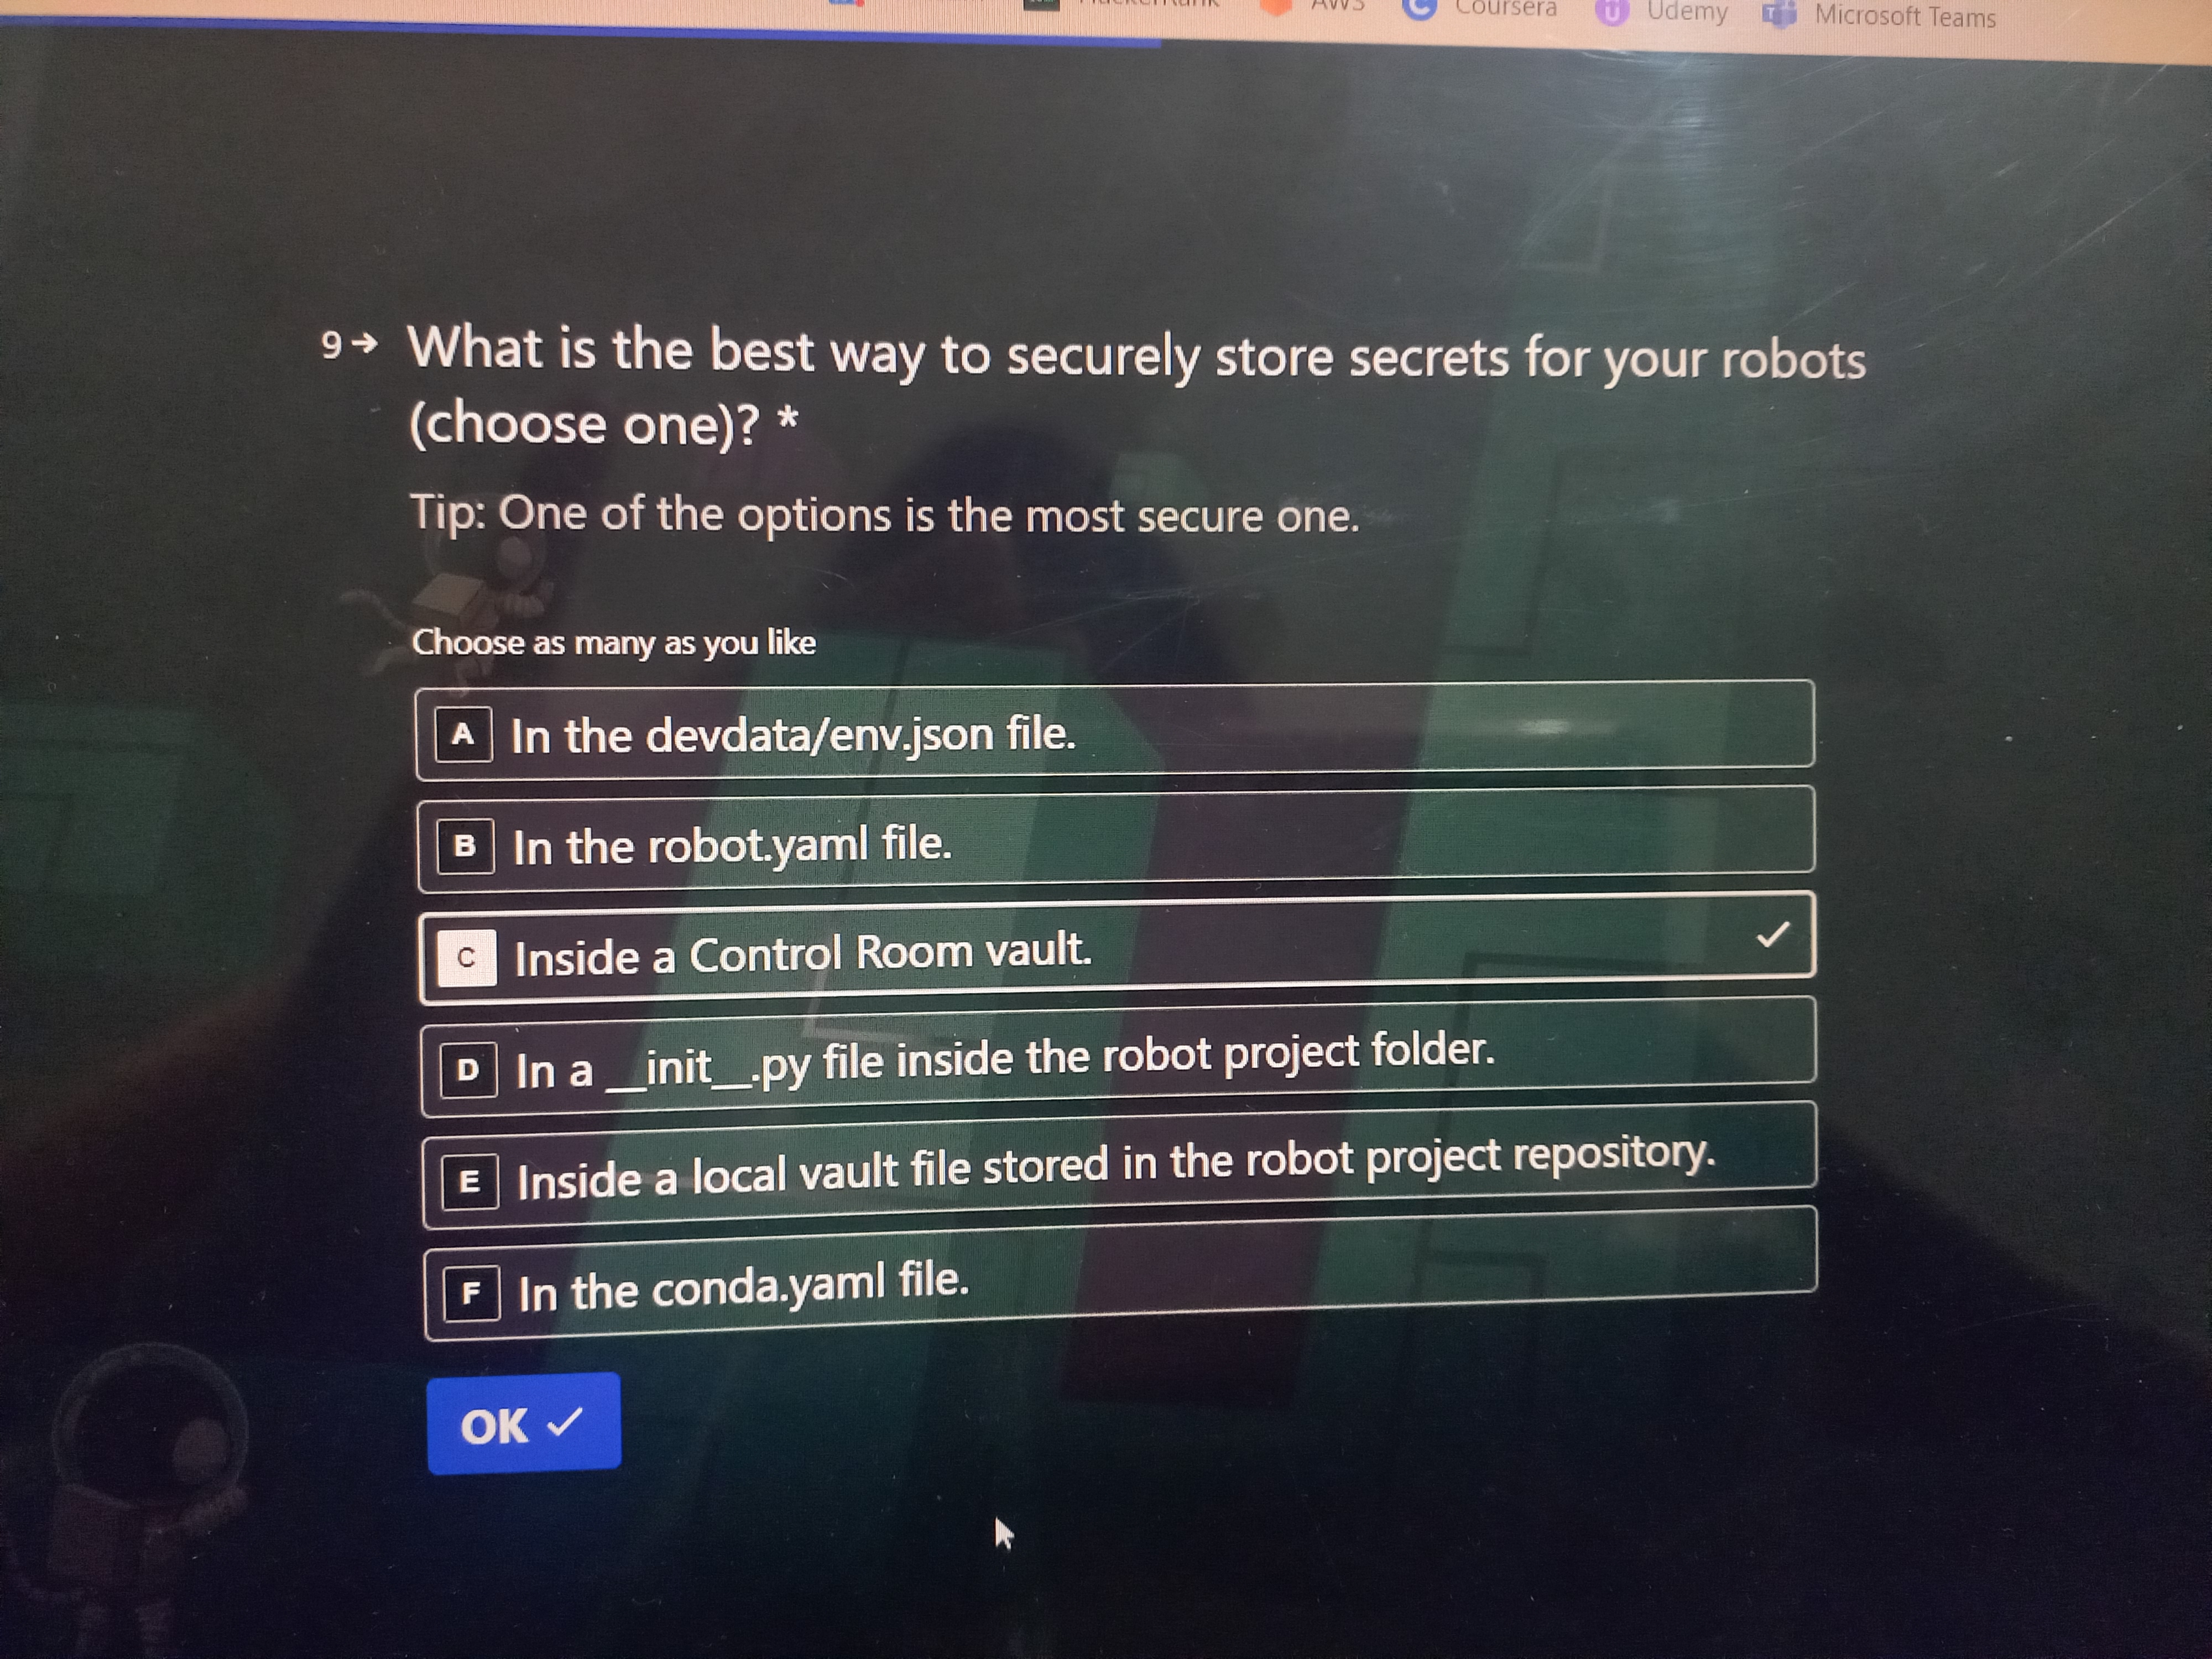 AWS
Coursera
Udemy
Microsoft Teams
9 → What is the best way to securely store secrets for your robots
(choose one)? *
Tip: One of the options is the most secure one.
Choose as many as you like
A In the devdata/env.json file.
B In the robot.yaml file.
C Inside a Control Room vault.
D In a __init__.py file inside the robot project folder.
E Inside a local vault file stored in the robot project repository.
F In the conda.yaml file.
OK